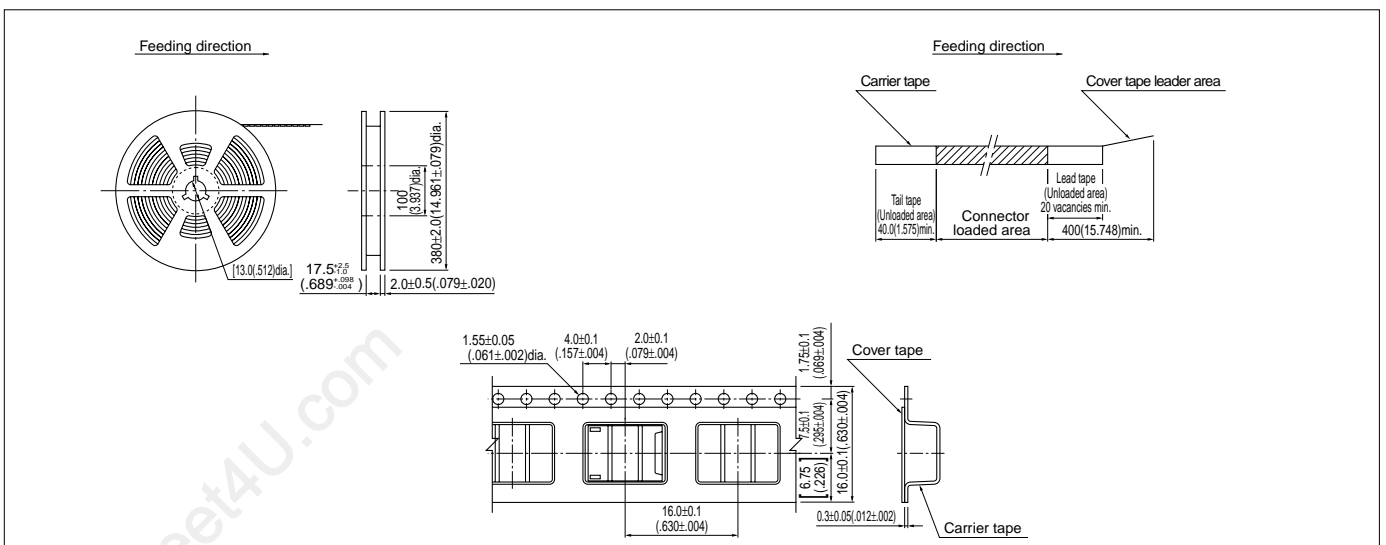 Feeding direction
100
(3.937)dia.
380±2.0(14.961±.079)dia.
[13.0(.512)dia.]
17.5+2.5 -1.0
(.689+.098 -.004)
2.0±0.5(.079±.020)
Feeding direction
Carrier tape
Cover tape leader area
Tail tape
(Unloaded area)
40.0(1.575)min.
Connector
loaded area
Lead tape
(Unloaded area)
20 vacancies min.
400(15.748)min.
1.55±0.05
(.061±.002)dia.
4.0±0.1
(.157±.004)
2.0±0.1
(.079±.004)
1.75±0.1
(.069±.004)
7.5±0.1
(.295±.004)
[6.75
(.226)]
16.0±0.1(.630±.004)
16.0±0.1
(.630±.004)
Cover tape
0.3±0.05(.012±.002)
Carrier tape
eet4U.com